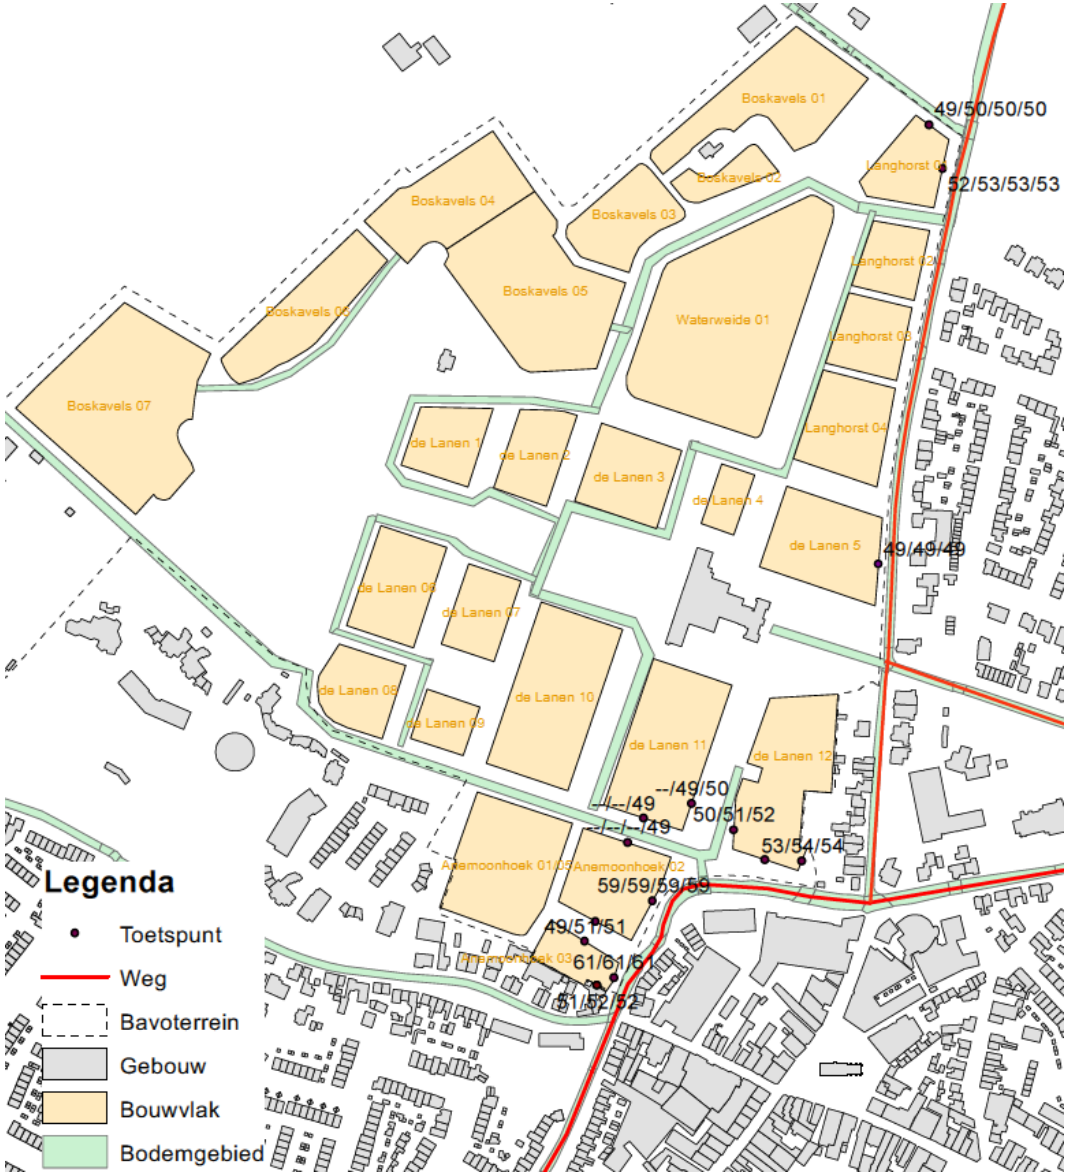 Boskavels 01
49/50/50/50
Langhorst 01
Boskavels 02
52/53/53/53
Boskavels 04
Boskavels 03
Langhorst 02
Boskavels 05
Boskavels 06
Waterweide 01
Langhorst 03
Boskavels 07
Langhorst 04
de Lanen 1
de Lanen 2
de Lanen 3
de Lanen 4
de Lanen 5
49/49/49
de Lanen 06
de Lanen 07
de Lanen 08
de Lanen 10
de Lanen 09
de Lanen 11
de Lanen 12
--/49/50
--/--/49
50/51/52
--/--/--/49
53/54/54
Anemoonhoek 01/05
Anemoonhoek 02
59/59/59/59
49/51/51
Anemoonhoek 03
61/61/61
51/52/52
Legenda
Toetspunt
Weg
Bavoterrein
Gebouw
Bouwvlak
Bodemgebied